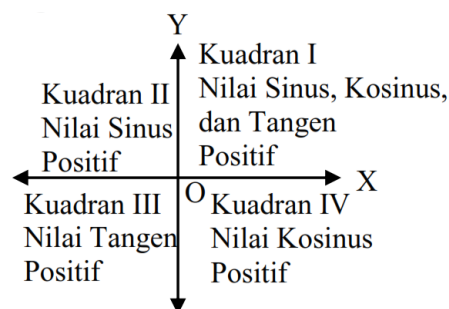 Y
Kuadran I
Nilai Sinus, Kosinus,
dan Tangen
Positif
Kuadran II
Nilai Sinus
Positif
X
O
Kuadran III
Nilai Tangen
Positif
Kuadran IV
Nilai Kosinus
Positif